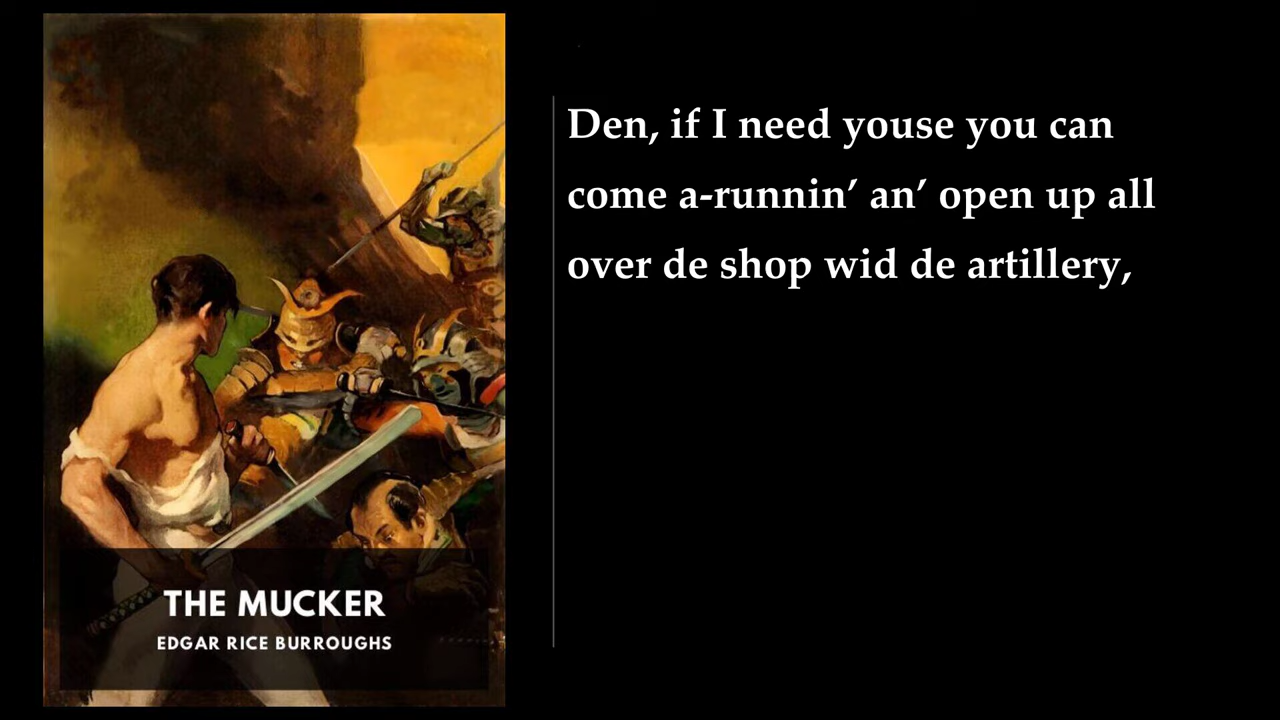 THE MUCKER
EDGAR RICE BURROUGHS
Den, if I need youse you can
come a-runnin’ an’ open up all
over de shop wid de artillery,